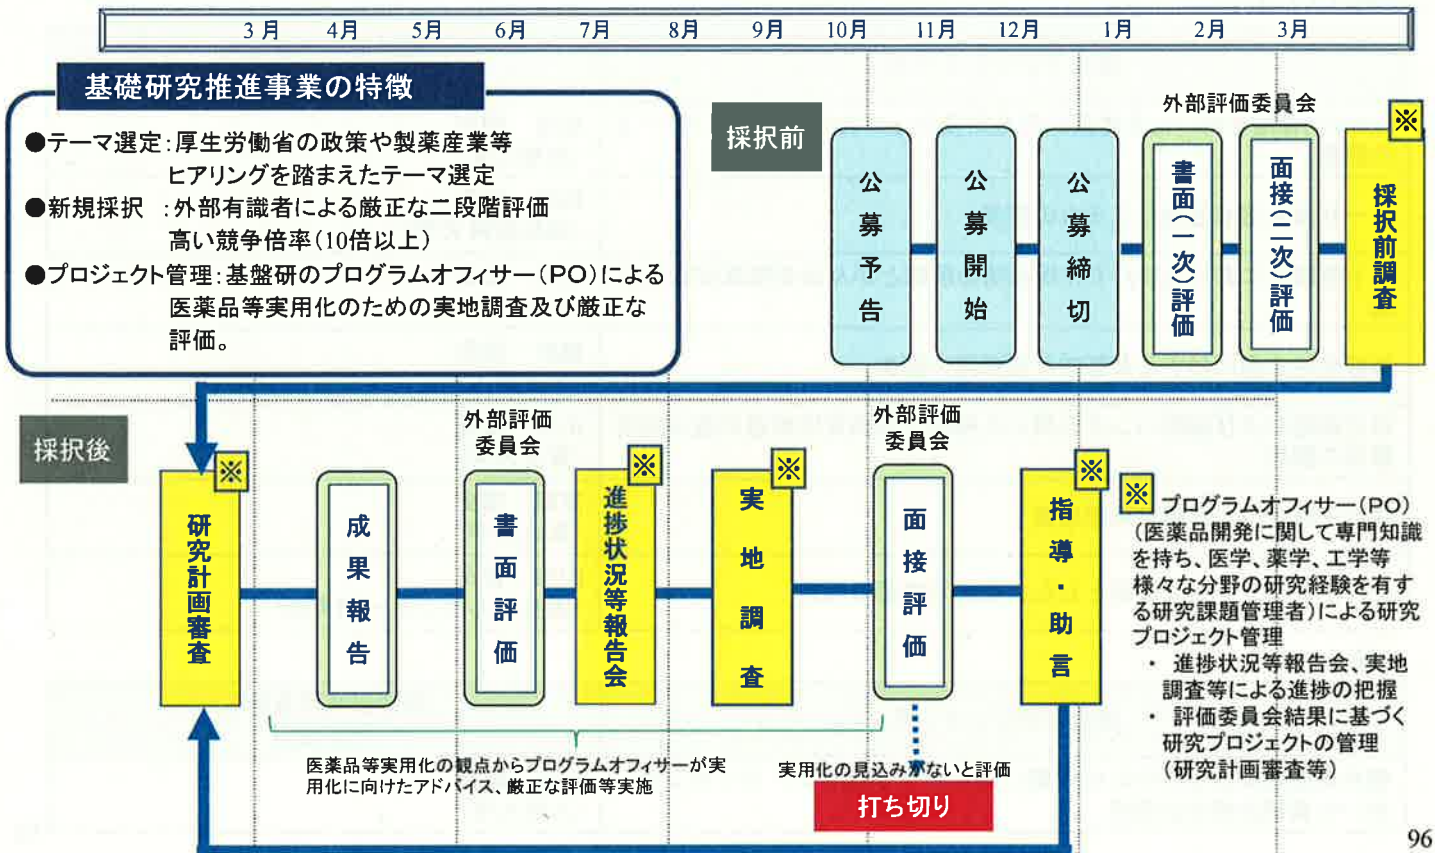 3月 4月 5月 6月 7月 8月 9月 10月 11月 12月 1月 2月 3月
基礎研究推進事業の特徴
●テーマ選定：厚生労働省の政策や製薬産業等
ヒアリングを踏まえたテーマ選定
●新規採択 ：外部有識者による厳正な二段階評価
高い競争倍率（10倍以上）
●プロジェクト管理：基盤研のプログラムオフィサー（PO）による
医薬品等実用化のための実地調査及び厳正な
評価。
採択前
公募予告
公募開始
公募締切
外部評価委員会
書面（一次）評価
面接（二次）評価
※
採択前調査
採択後
※
研究計画審査
成果報告
外部評価
委員会
書面評価
※
進捗状況等報告会
※
実地調査
外部評価
委員会
面接評価
※
指導・助言
※ プログラムオフィサー（PO）
（医薬品開発に関して専門知識
を持ち、医学、薬学、工学等
様々な分野の研究経験を有す
る研究課題管理者）による研究
プロジェクト管理
・ 進捗状況等報告会、実地
調査等による進捗の把握
・ 評価委員会結果に基づく
研究プロジェクトの管理
（研究計画審査等）
医薬品等実用化の観点からプログラムオフィサーが実
用化に向けたアドバイス、厳正な評価等実施
実用化の見込みがないと評価
打ち切り
96